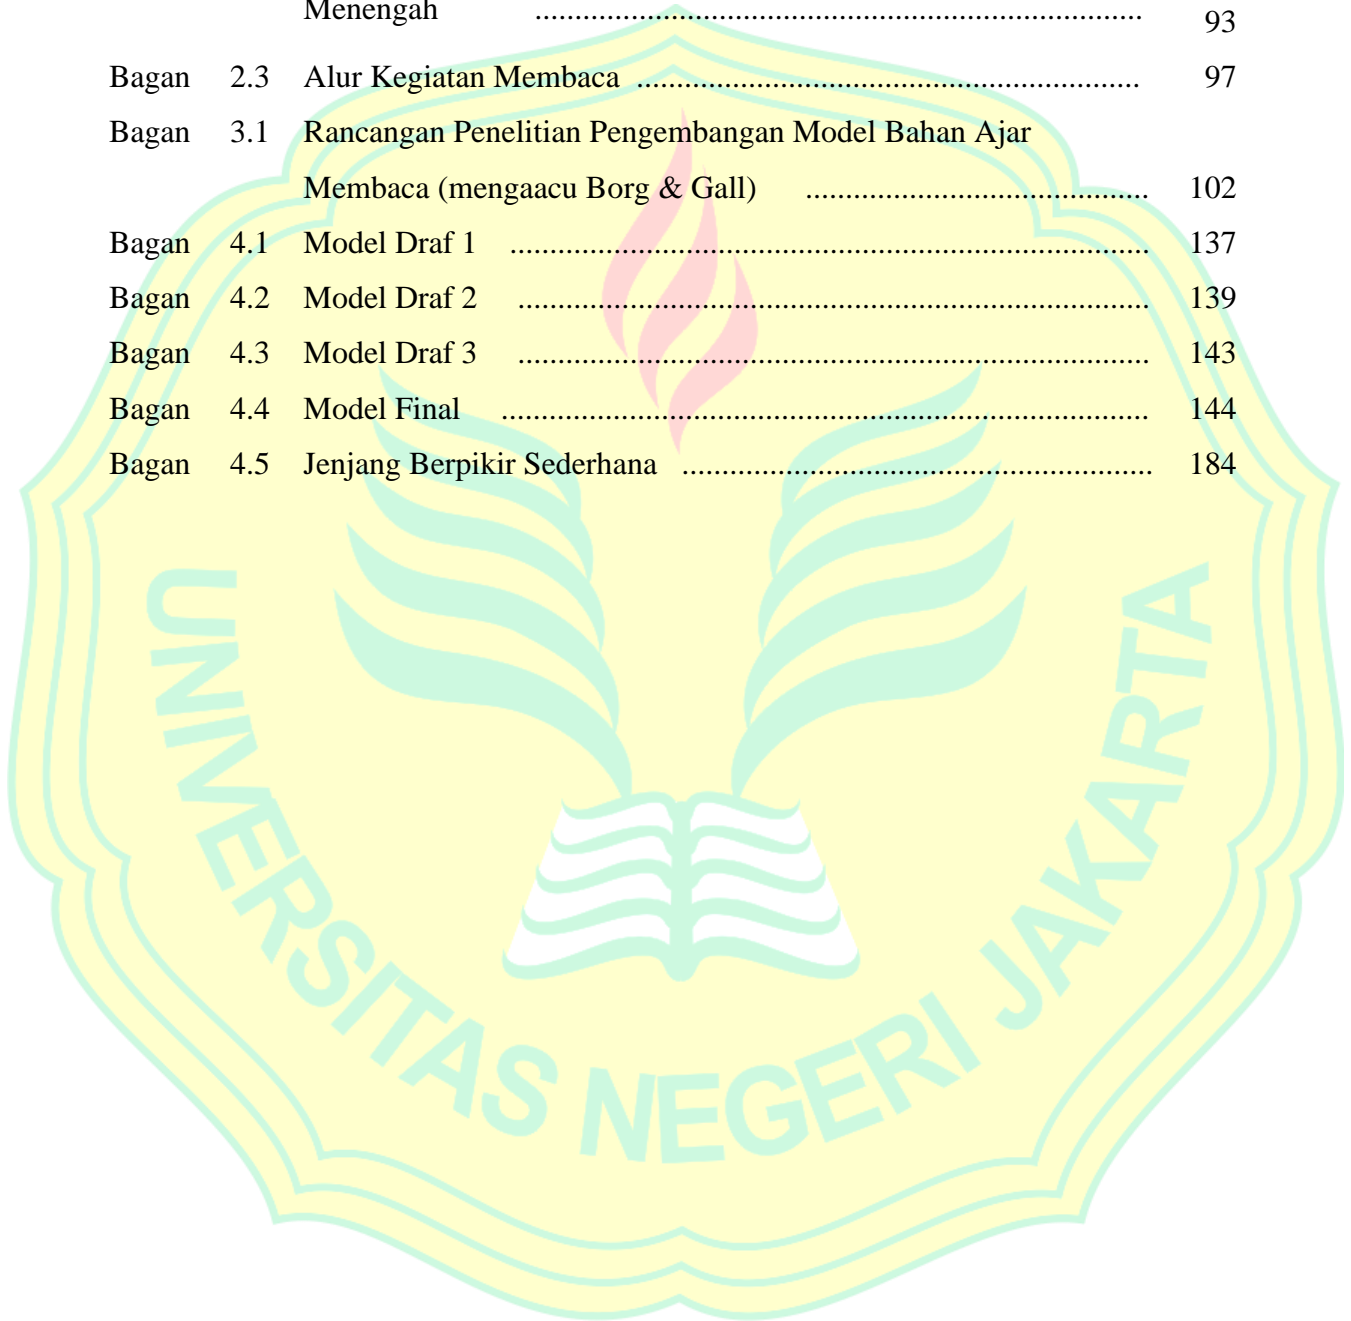 Menengah ............................................................................ 93
Bagan 2.3 Alur Kegiatan Membaca ............................................................... 97
Bagan 3.1 Rancangan Penelitian Pengembangan Model Bahan Ajar
Membaca (mengaacu Borg & Gall) ........................................... 102
Bagan 4.1 Model Draf 1 ................................................................................ 137
Bagan 4.2 Model Draf 2 ............................................................................... 139
Bagan 4.3 Model Draf 3 ............................................................................... 143
Bagan 4.4 Model Final ................................................................................. 144
Bagan 4.5 Jenjang Berpikir Sederhana ........................................................... 184
UNIVERSITAS NEGERI JAKARTA